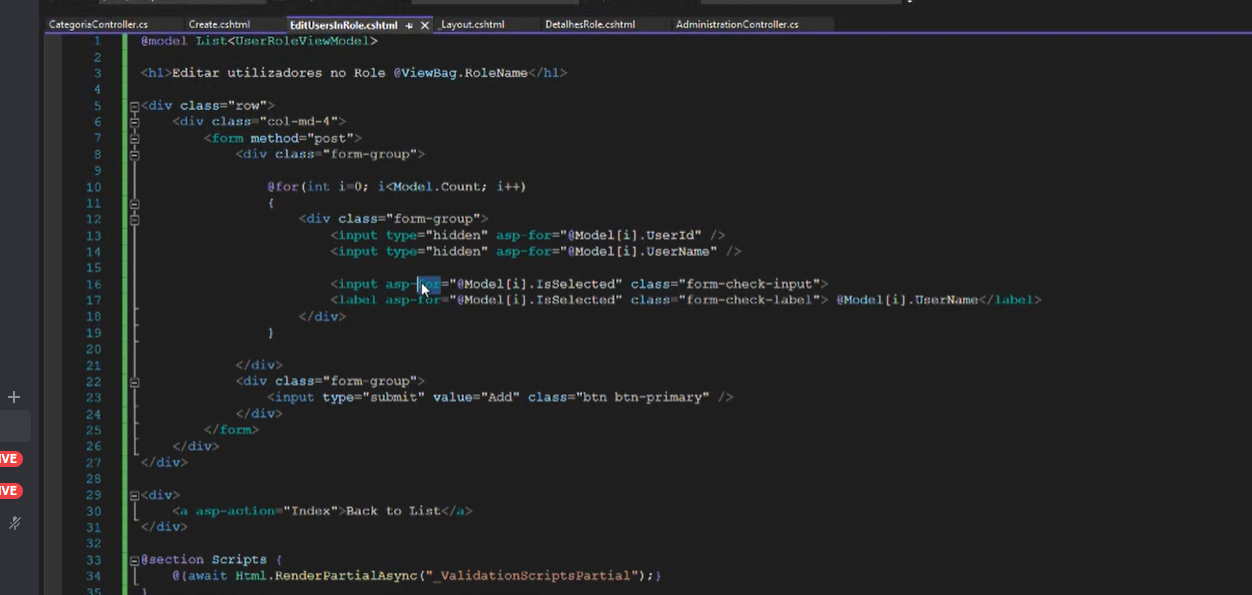 CategoriaController.cs Create.cshtml EditUsersInRole.cshtml _Layout.cshtml DetalhesRole.cshtml AdministrationController.cs
1 @model List<UserRoleViewModel>
2
3 <h1>Editar utilizadores no Role @ViewBag.RoleName</h1>
4
5 <div class="row">
6 <div class="col-md-4">
7 <form method="post">
8 <div class="form-group">
9
10 @for(int i=0; i<Model.Count; i++)
11 {
12 <div class="form-group">
13 <input type="hidden" asp-for="@Model[i].UserId" />
14 <input type="hidden" asp-for="@Model[i].UserName" />
15
16 <input asp-for="@Model[i].IsSelected" class="form-check-input">
17 <label asp-for="@Model[i].IsSelected" class="form-check-label"> @Model[i].UserName</label>
18 </div>
19 }
20
21 </div>
22 <div class="form-group">
23 <input type="submit" value="Add" class="btn btn-primary" />
24 </div>
25 </form>
26 </div>
27 </div>
28
29 <div>
30 <a asp-action="Index">Back to List</a>
31 </div>
32
33 @section Scripts {
34 @{await Html.RenderPartialAsync("_ValidationScriptsPartial");}
35 }
IVE
IVE